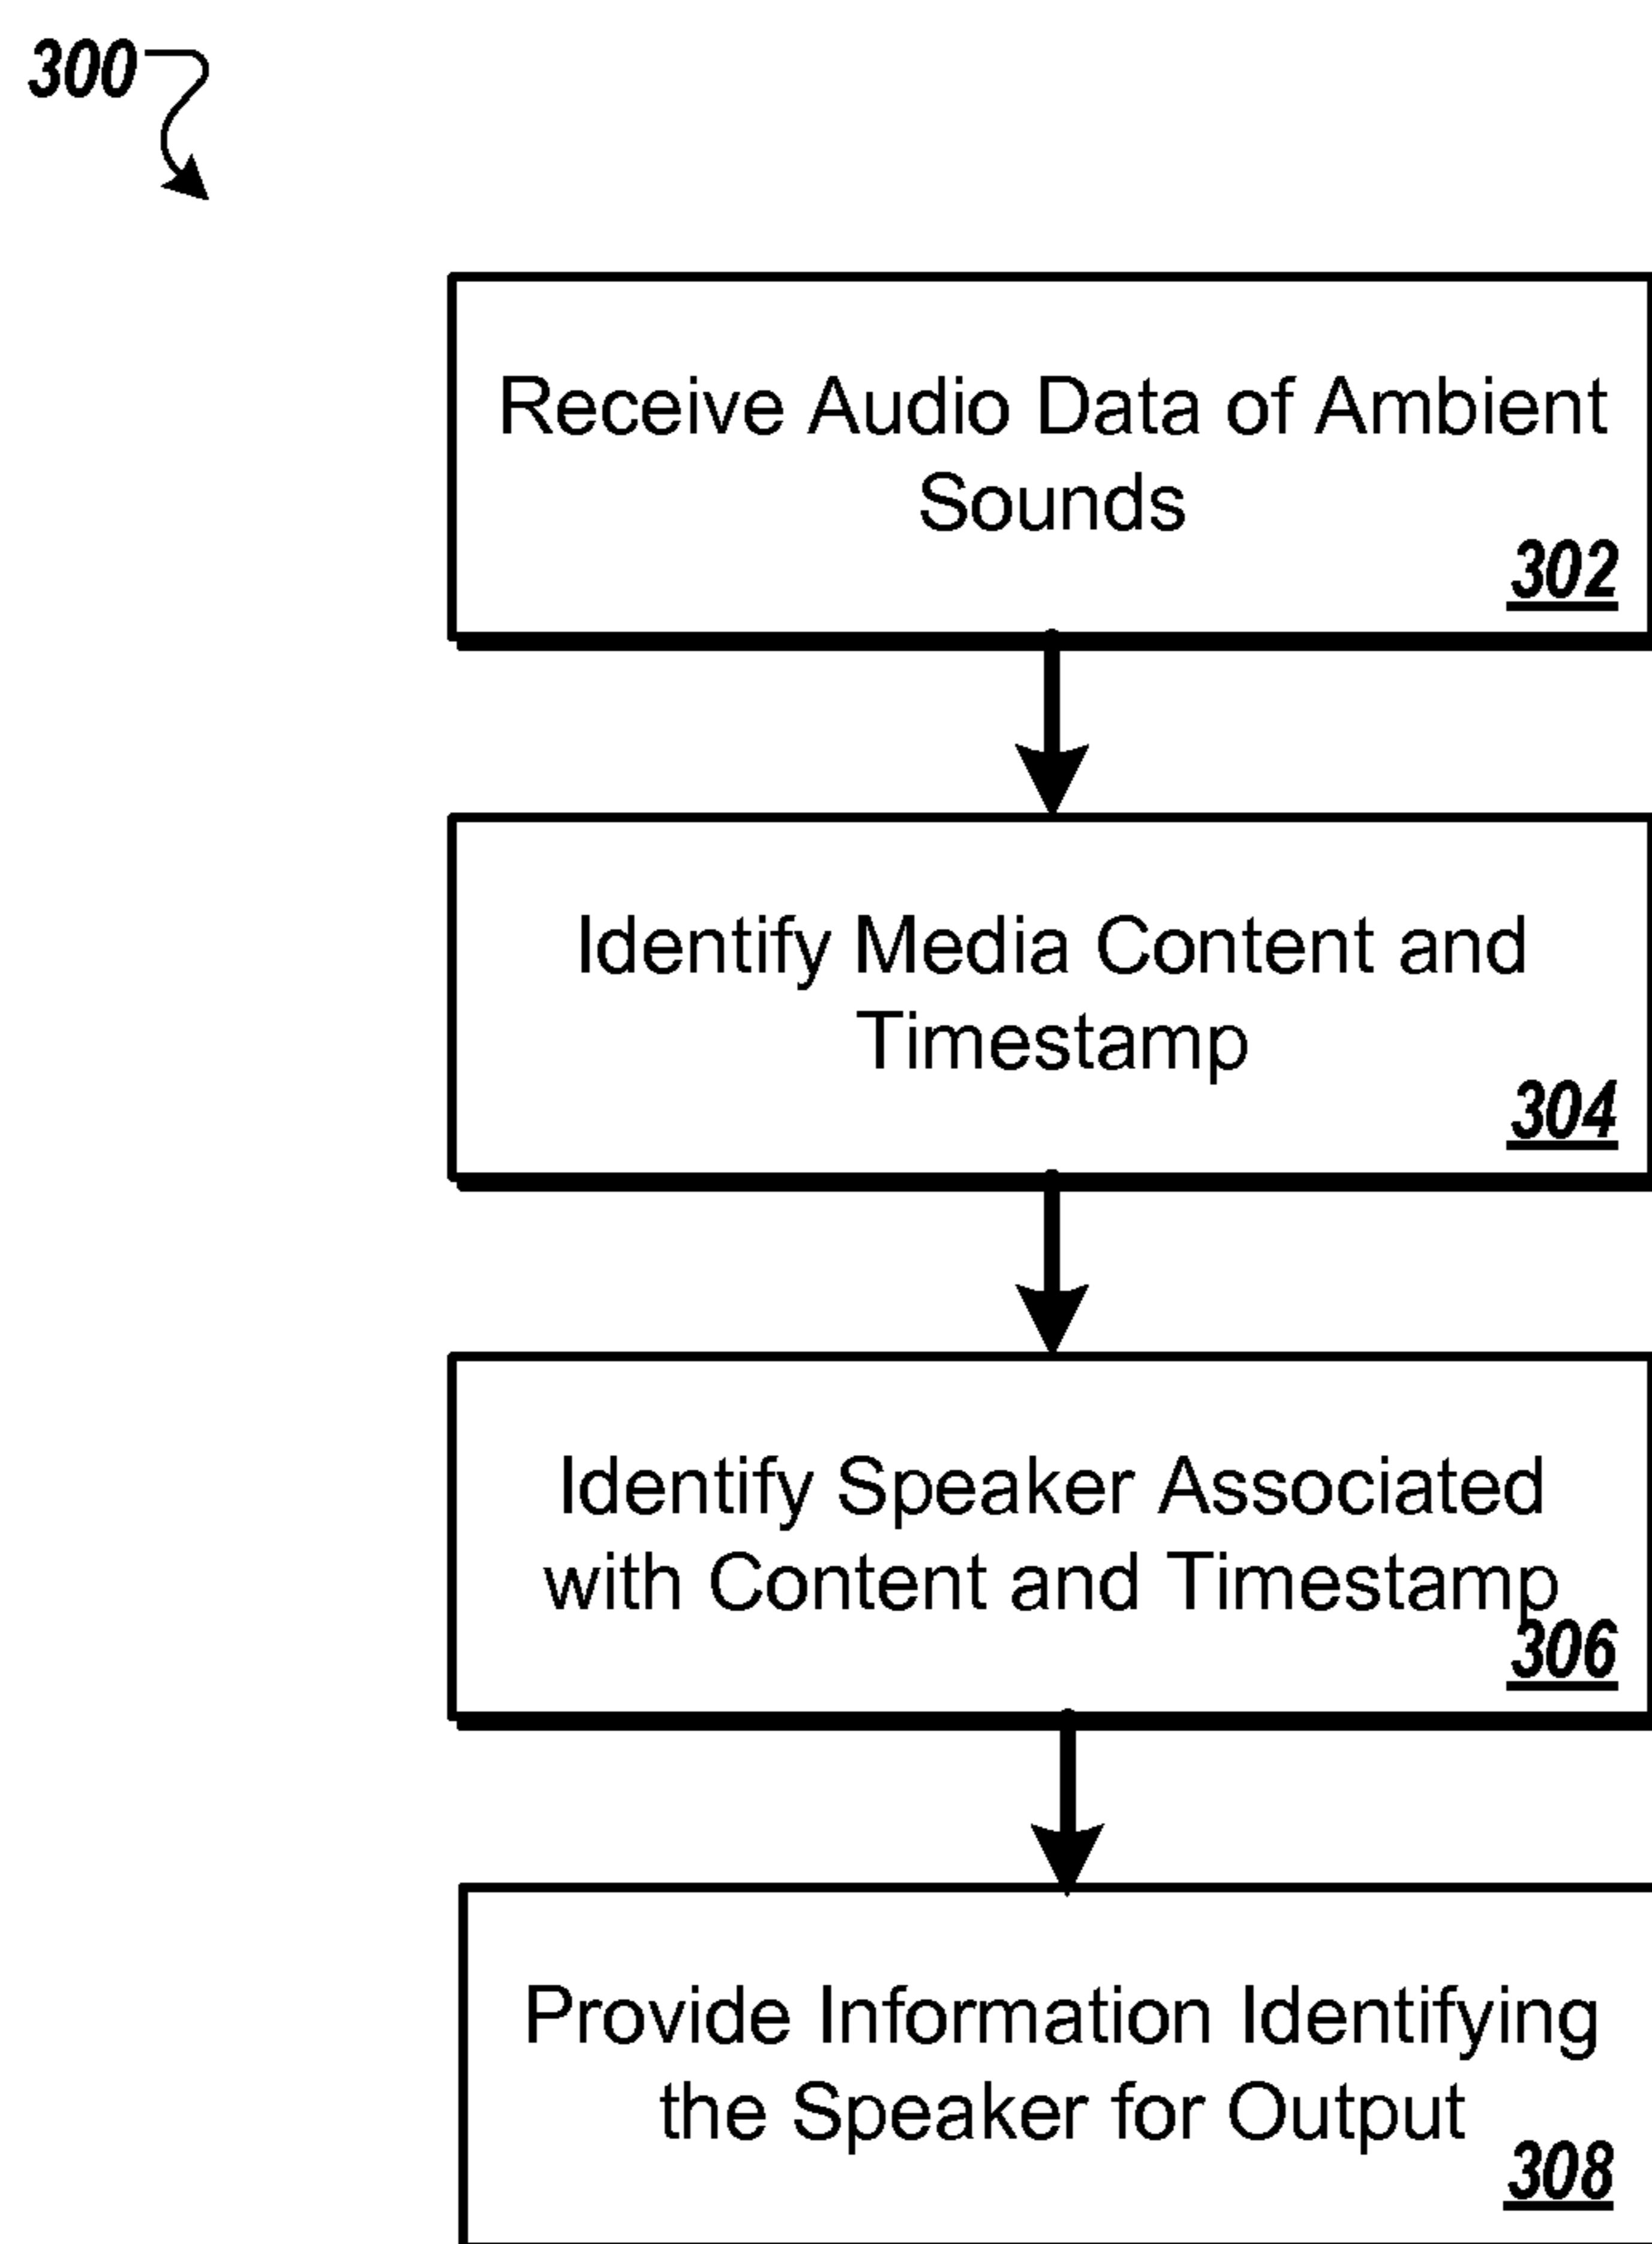 300
Receive Audio Data of Ambient
Sounds
302
Identify Media Content and
Timestamp
304
Identify Speaker Associated
with Content and Timestamp
306
Provide Information Identifying
the Speaker for Output
308